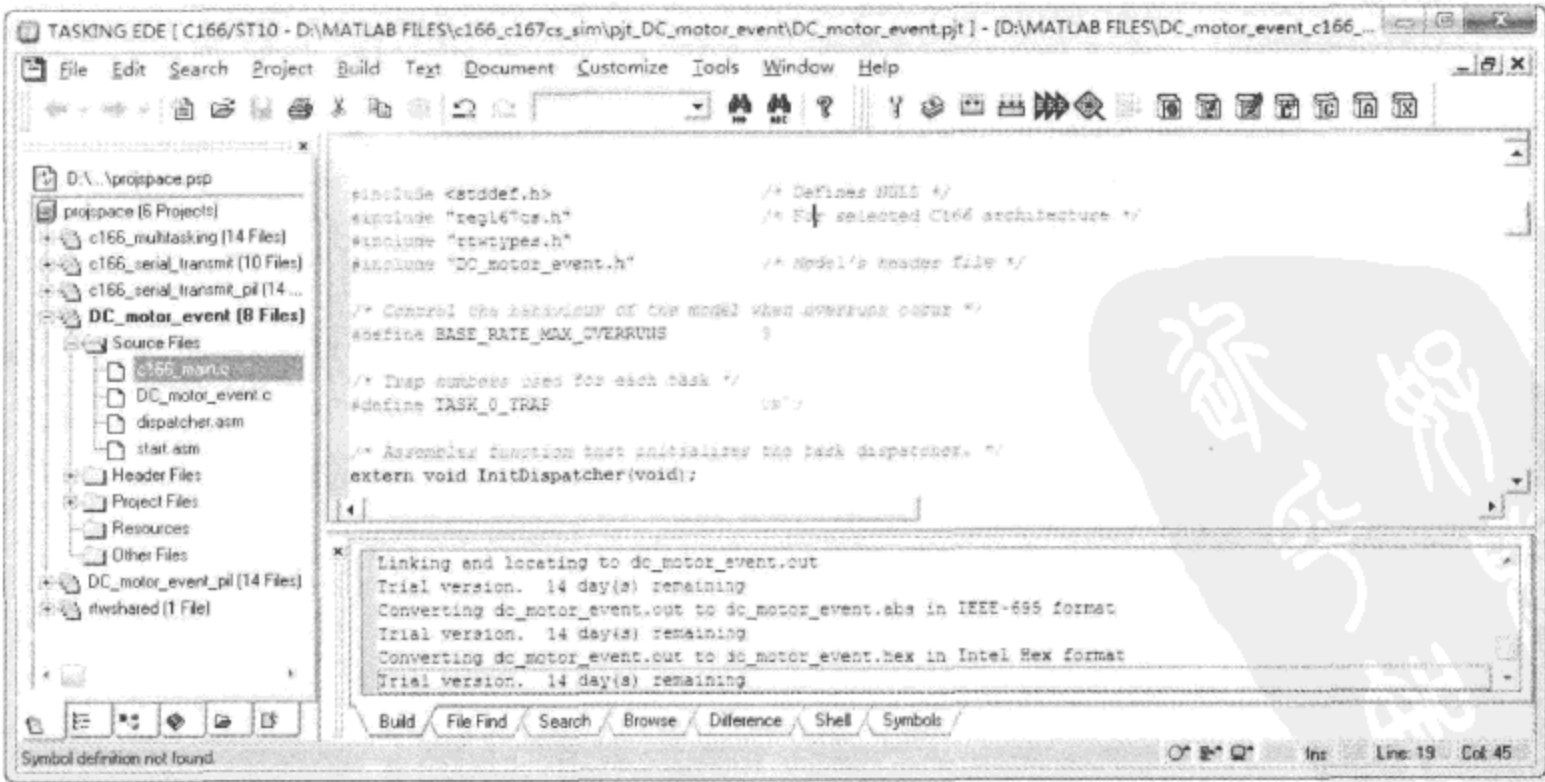 TASKING EDE [ C166/ST10 - D:\MATLAB FILES\c166_c167cs_sim\pjt_DC_motor_event\DC_motor_event.pjt ] - [D:\MATLAB FILES\DC_motor_event_c166_...
File Edit Search Project Build Text Document Customize Tools Window Help
D:\...\projspace.psp
projspace (6 Projects)
c166_multitasking (14 Files)
c166_serial_transmit (10 Files)
c166_serial_transmit_pil (14 ...
DC_motor_event (8 Files)
Source Files
c166_main.c
DC_motor_event.c
dispatcher.asm
start.asm
Header Files
Project Files
Resources
Other Files
DC_motor_event_pil (14 Files)
rtwshared (1 File)
#include <stddef.h> /* Defines NULL */
#include "reg167cs.h" /* For selected C166 architecture */
#include "rtwtypes.h"
#include "DC_motor_event.h" /* Model's header file */
/* Control the behaviour of the model when overruns occur */
#define BASE_RATE_MAX_OVERRUNS
/* Trap numbers used for each task */
#define TASK_0_TRAP
/* Assembler function that initializes the task dispatcher. */
extern void InitDispatcher(void);
Linking and locating to dc_motor_event.out
Trial version. 14 day(s) remaining
Converting dc_motor_event.out to dc_motor_event.abs in IEEE-695 format
Trial version. 14 day(s) remaining
Converting dc_motor_event.out to dc_motor_event.hex in Intel Hex format
Trial version. 14 day(s) remaining
Build File Find Search Browse Difference Shell Symbols
Symbol definition not found.
Ins Line: 19 Col: 45